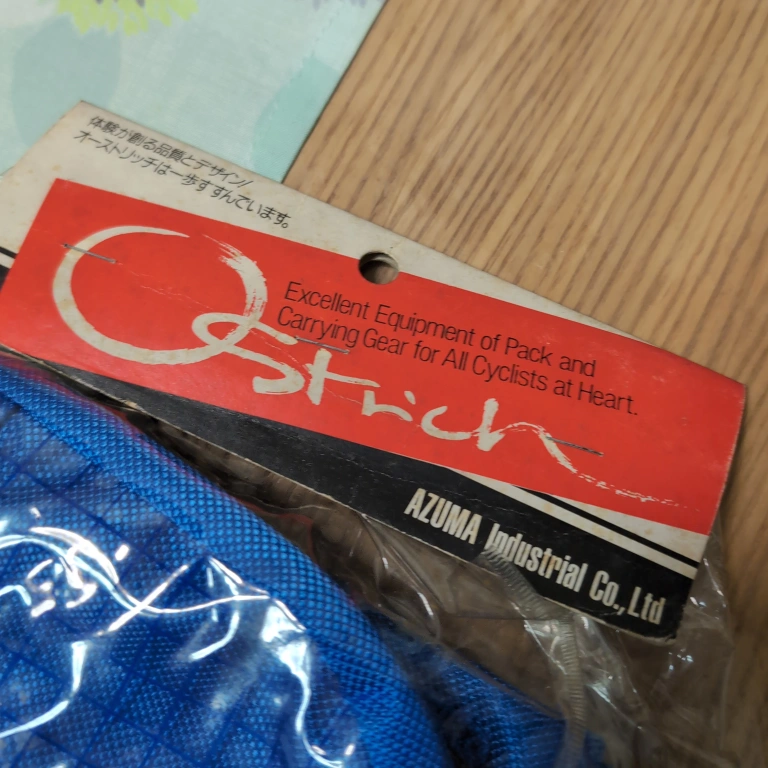 体験が創る品質とデザイン/
オーストリッチは一歩すすんでいます。
Ostrich
Excellent Equipment of Pack and
Carrying Gear for All Cyclists at Heart.
AZUMA Industrial Co., Ltd